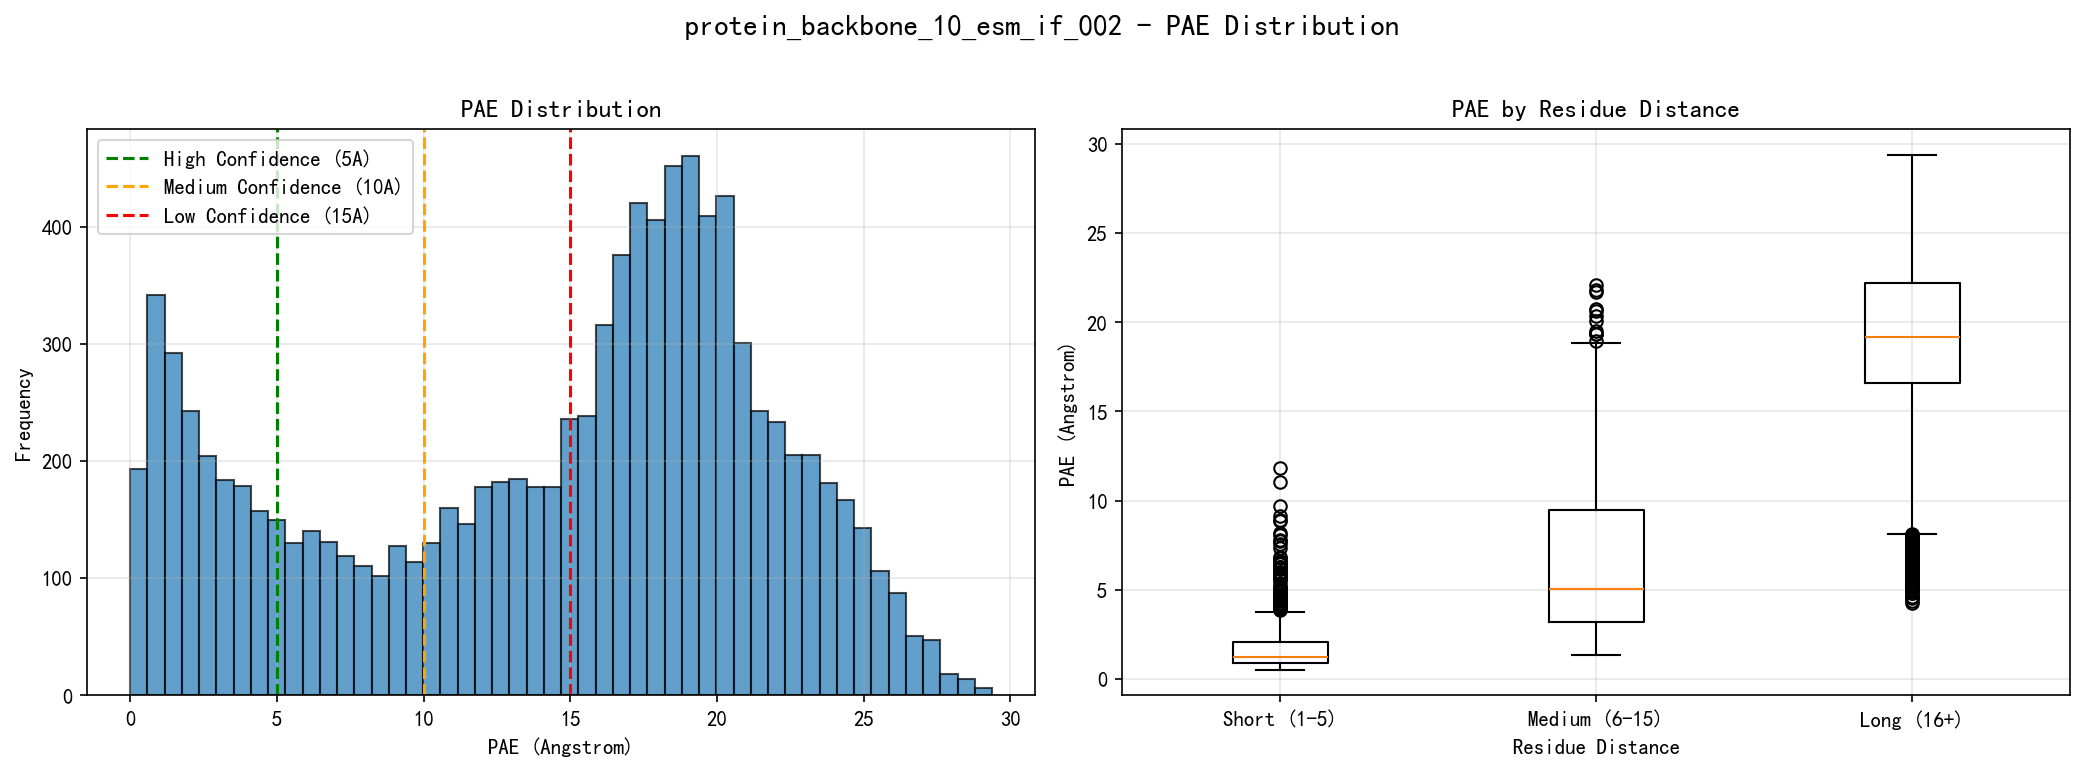 protein_backbone_10_esm_if_002 - PAE Distribution
PAE Distribution
High Confidence (5A)
Medium Confidence (10A)
Low Confidence (15A)
Frequency
0
100
200
300
400
0 5 10 15 20 25 30
PAE (Angstrom)
PAE by Residue Distance
PAE (Angstrom)
30
25
20
15
10
5
0
Short (1-5) Medium (6-15) Long (16+)
Residue Distance